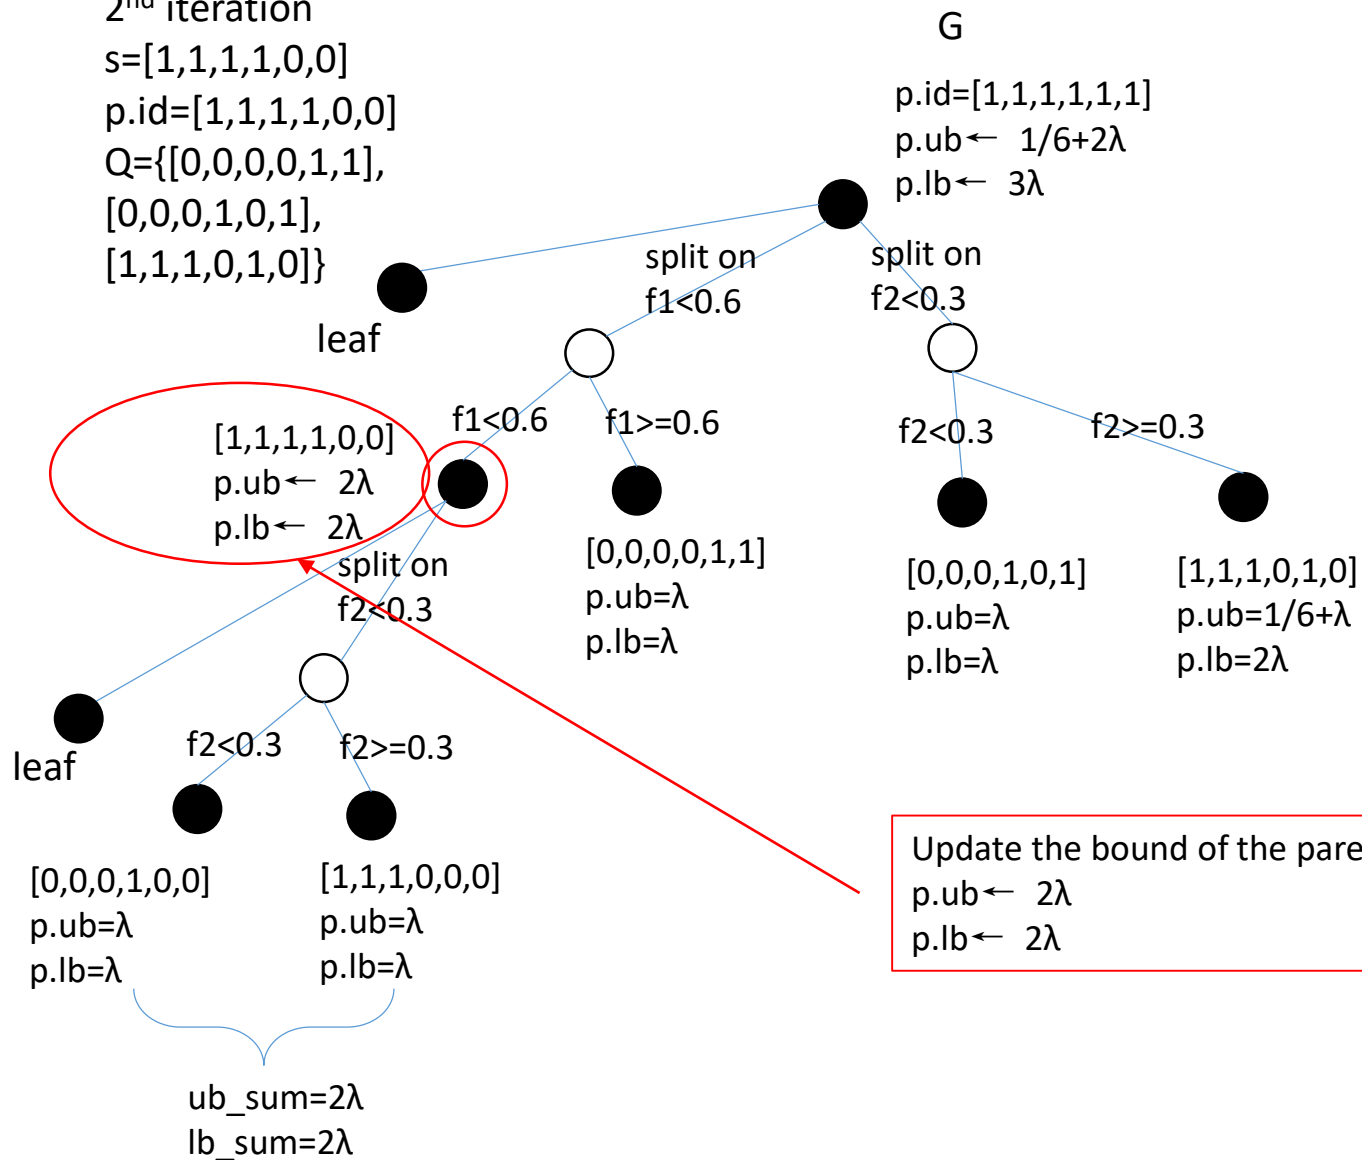 2nd iteration
s=[1,1,1,1,0,0]
p.id=[1,1,1,1,0,0]
Q={[0,0,0,0,1,1],
[0,0,0,1,0,1],
[1,1,1,0,1,0]}
G
p.id=[1,1,1,1,1,1]
p.ub← 1/6+2λ
p.lb← 3λ
leaf
split on
f1<0.6
split on
f2<0.3
f1<0.6
f1>=0.6
f2<0.3
f2>=0.3
[1,1,1,1,0,0]
p.ub← 2λ
p.lb← 2λ
split on
f2<0.3
[0,0,0,0,1,1]
p.ub=λ
p.lb=λ
[0,0,0,1,0,1]
p.ub=λ
p.lb=λ
[1,1,1,0,1,0]
p.ub=1/6+λ
p.lb=2λ
leaf
f2<0.3
f2>=0.3
[0,0,0,1,0,0]
p.ub=λ
p.lb=λ
[1,1,1,0,0,0]
p.ub=λ
p.lb=λ
Update the bound of the pare
p.ub← 2λ
p.lb← 2λ
ub_sum=2λ
lb_sum=2λ